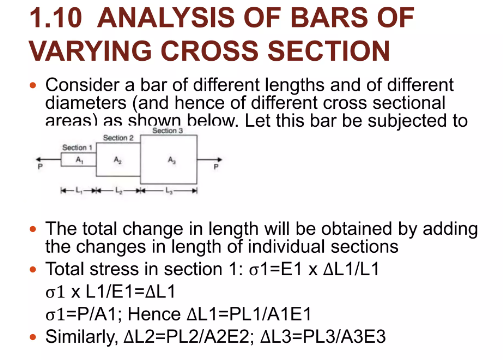 1.10 ANALYSIS OF BARS OF
VARYING CROSS SECTION
• Consider a bar of different lengths and of different
diameters (and hence of different cross sectional
areas) as shown below. Let this bar be subjected to
Section 3
Section 2
Section 1
A₁ A₂ A₃
P P
L₁ L₂ L₃
• The total change in length will be obtained by adding
the changes in length of individual sections
• Total stress in section 1: σ1=E1 x ΔL1/L1
σ1 x L1/E1=ΔL1
σ1=P/A1; Hence ΔL1=PL1/A1E1
• Similarly, ΔL2=PL2/A2E2; ΔL3=PL3/A3E3